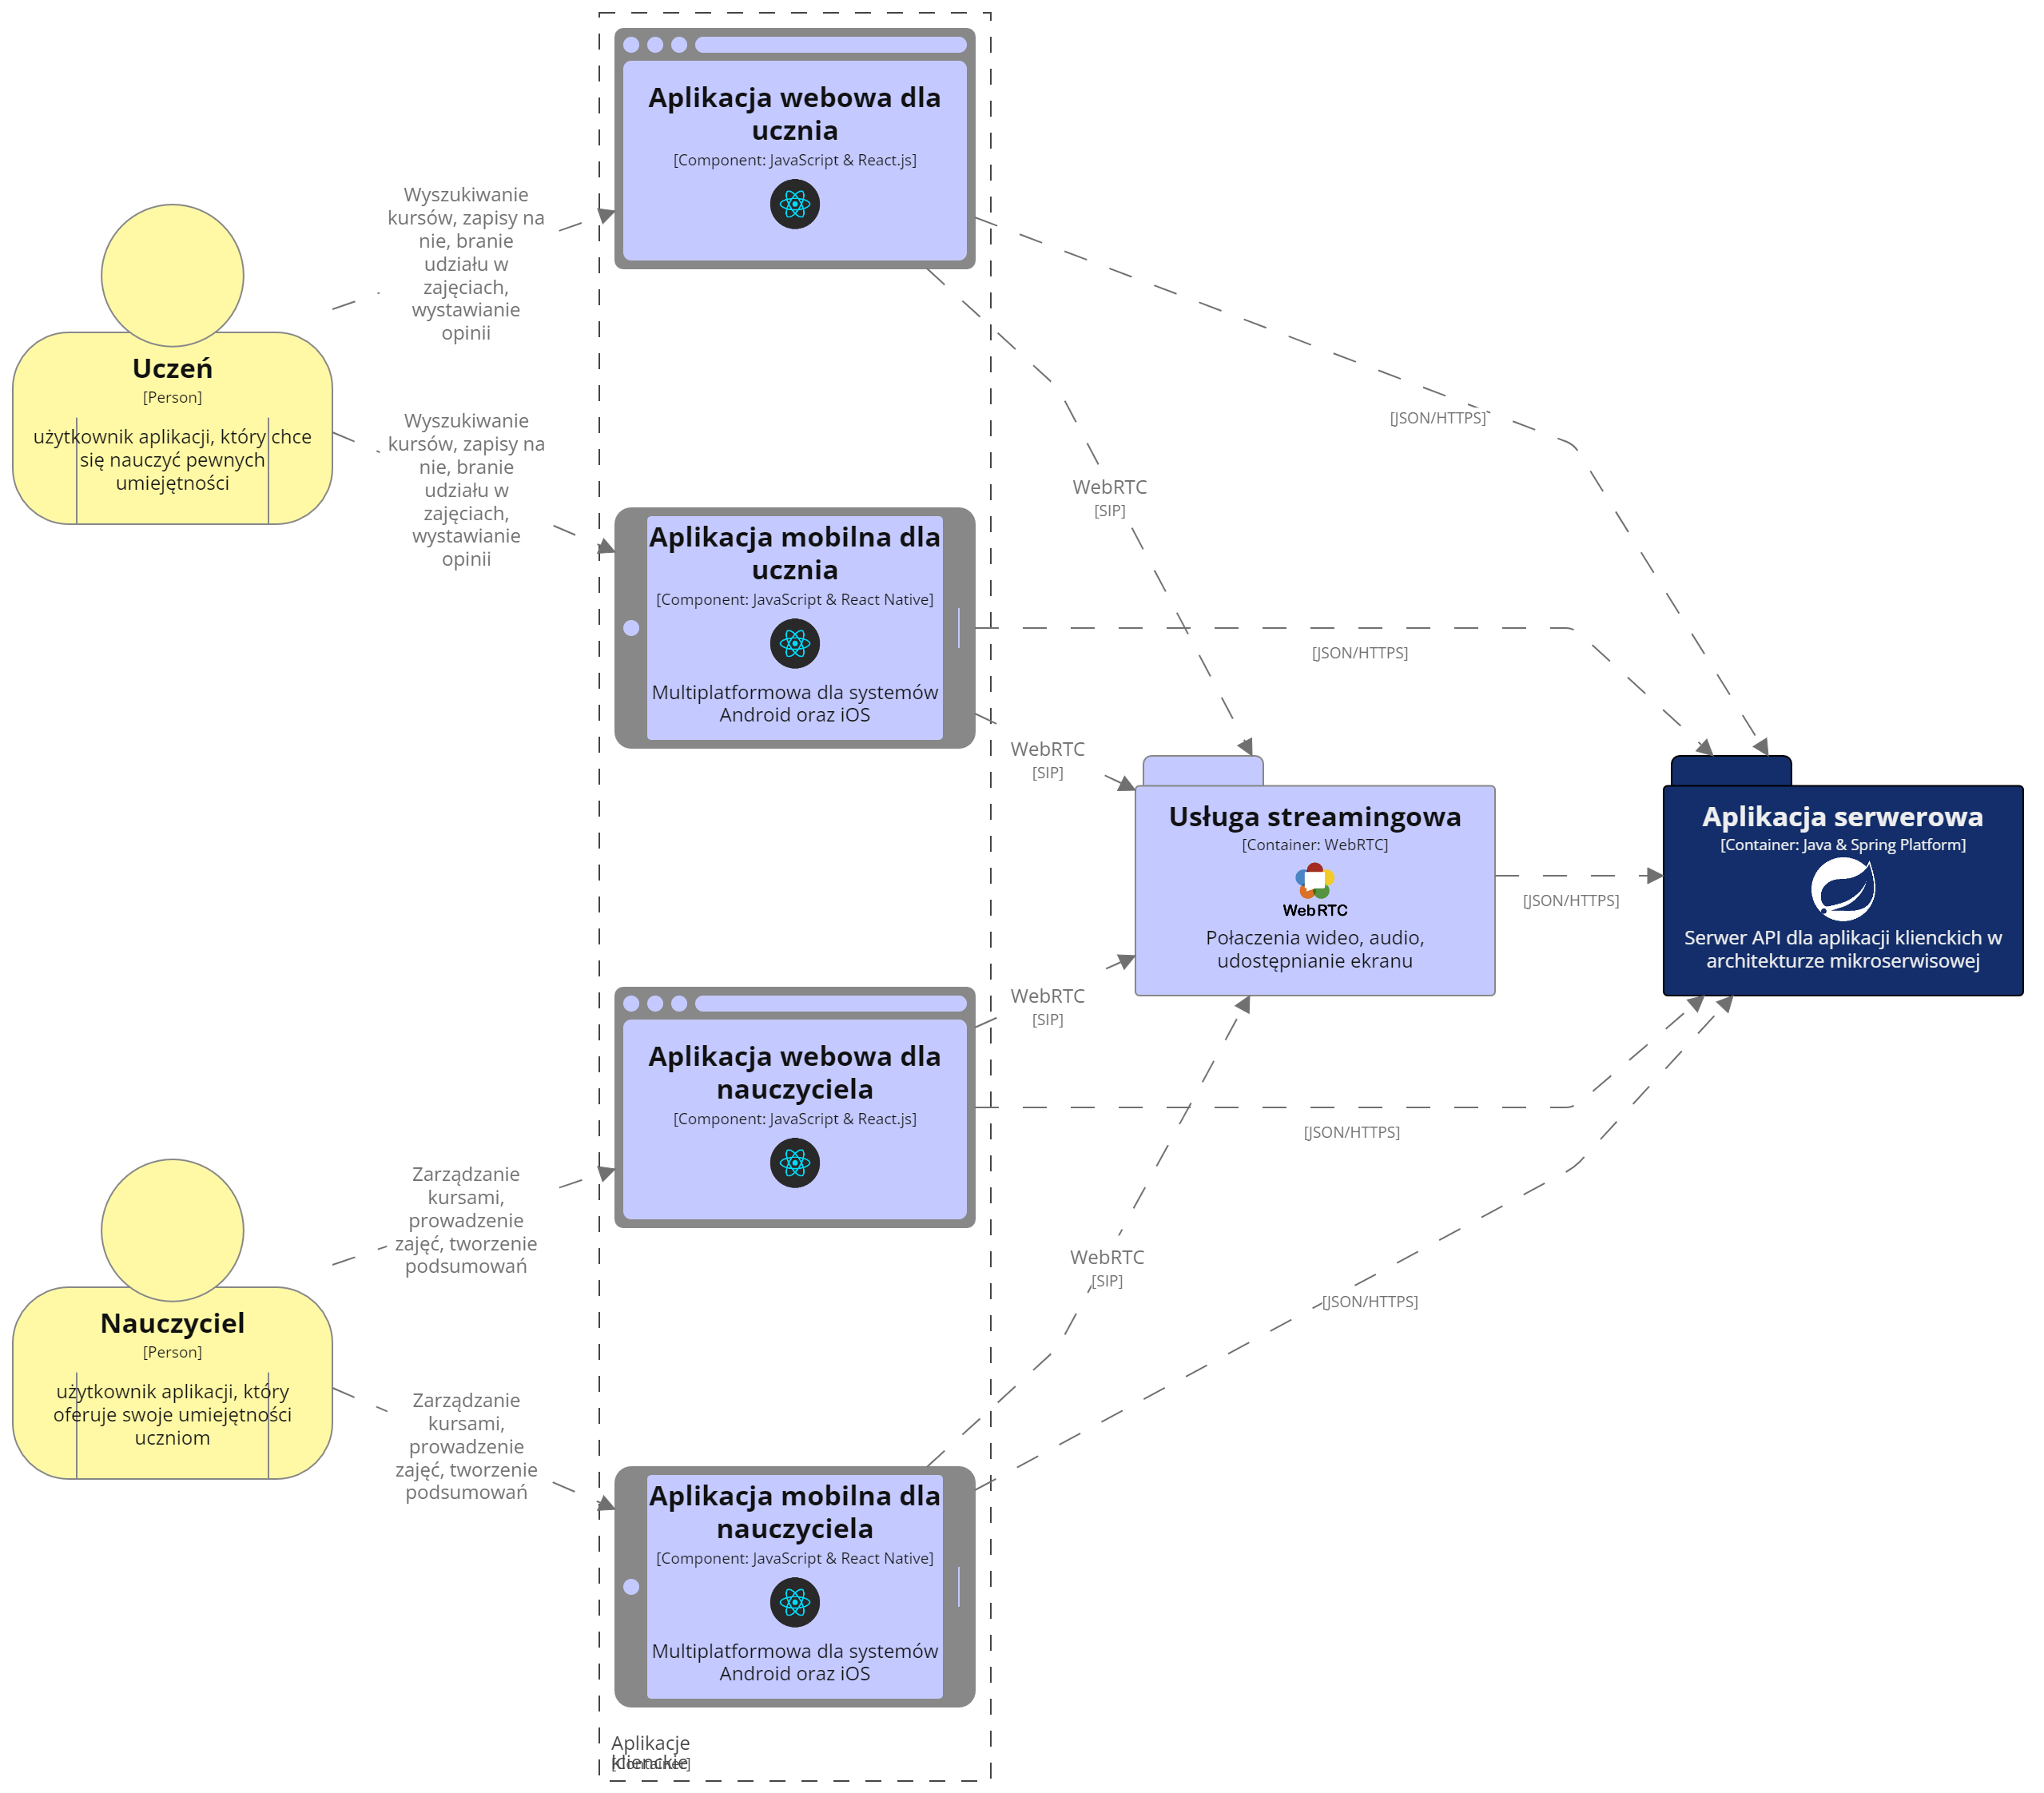 Aplikacja webowa dla
ucznia
[Component: JavaScript & React.js]
Wyszukiwanie
kursów, zapisy na
nie, branie
udziału w
zajęciach,
wystawianie
opinii
Uczeń
[Person]
użytkownik aplikacji, który chce
się nauczyć pewnych
umiejętności
Wyszukiwanie
kursów, zapisy na
nie, branie
udziału w
zajęciach,
wystawianie
opinii
[JSON/HTTPS]
WebRTC
[SIP]
Aplikacja mobilna dla
ucznia
[Component: JavaScript & React Native]
Multiplatformowa dla systemów
Android oraz iOS
[JSON/HTTPS]
WebRTC
[SIP]
Usługa streamingowa
[Container: WebRTC]
WebRTC
Połaczenia wideo, audio,
udostępnianie ekranu
[JSON/HTTPS]
Aplikacja serwerowa
[Container: Java & Spring Platform]
Serwer API dla aplikacji klienckich w
architekturze mikroserwisowej
WebRTC
[SIP]
Aplikacja webowa dla
nauczyciela
[Component: JavaScript & React.js]
[JSON/HTTPS]
Zarządzanie
kursami,
prowadzenie
zajęć, tworzenie
podsumowań
WebRTC
[SIP]
[JSON/HTTPS]
Nauczyciel
[Person]
użytkownik aplikacji, który
oferuje swoje umiejętności
uczniom
Zarządzanie
kursami,
prowadzenie
zajęć, tworzenie
podsumowań
Aplikacja mobilna dla
nauczyciela
[Component: JavaScript & React Native]
Multiplatformowa dla systemów
Android oraz iOS
Aplikacje
klienckie
[Container]